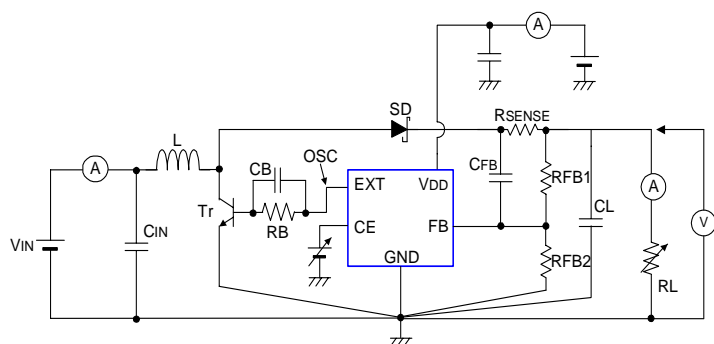 A
SD
RSENSE
L
OSC
CB
A
EXT
VDD
CFB
RFB1
A
Tr
CL
V
RB
CE
FB
VIN
CIN
GND
RFB2
RL